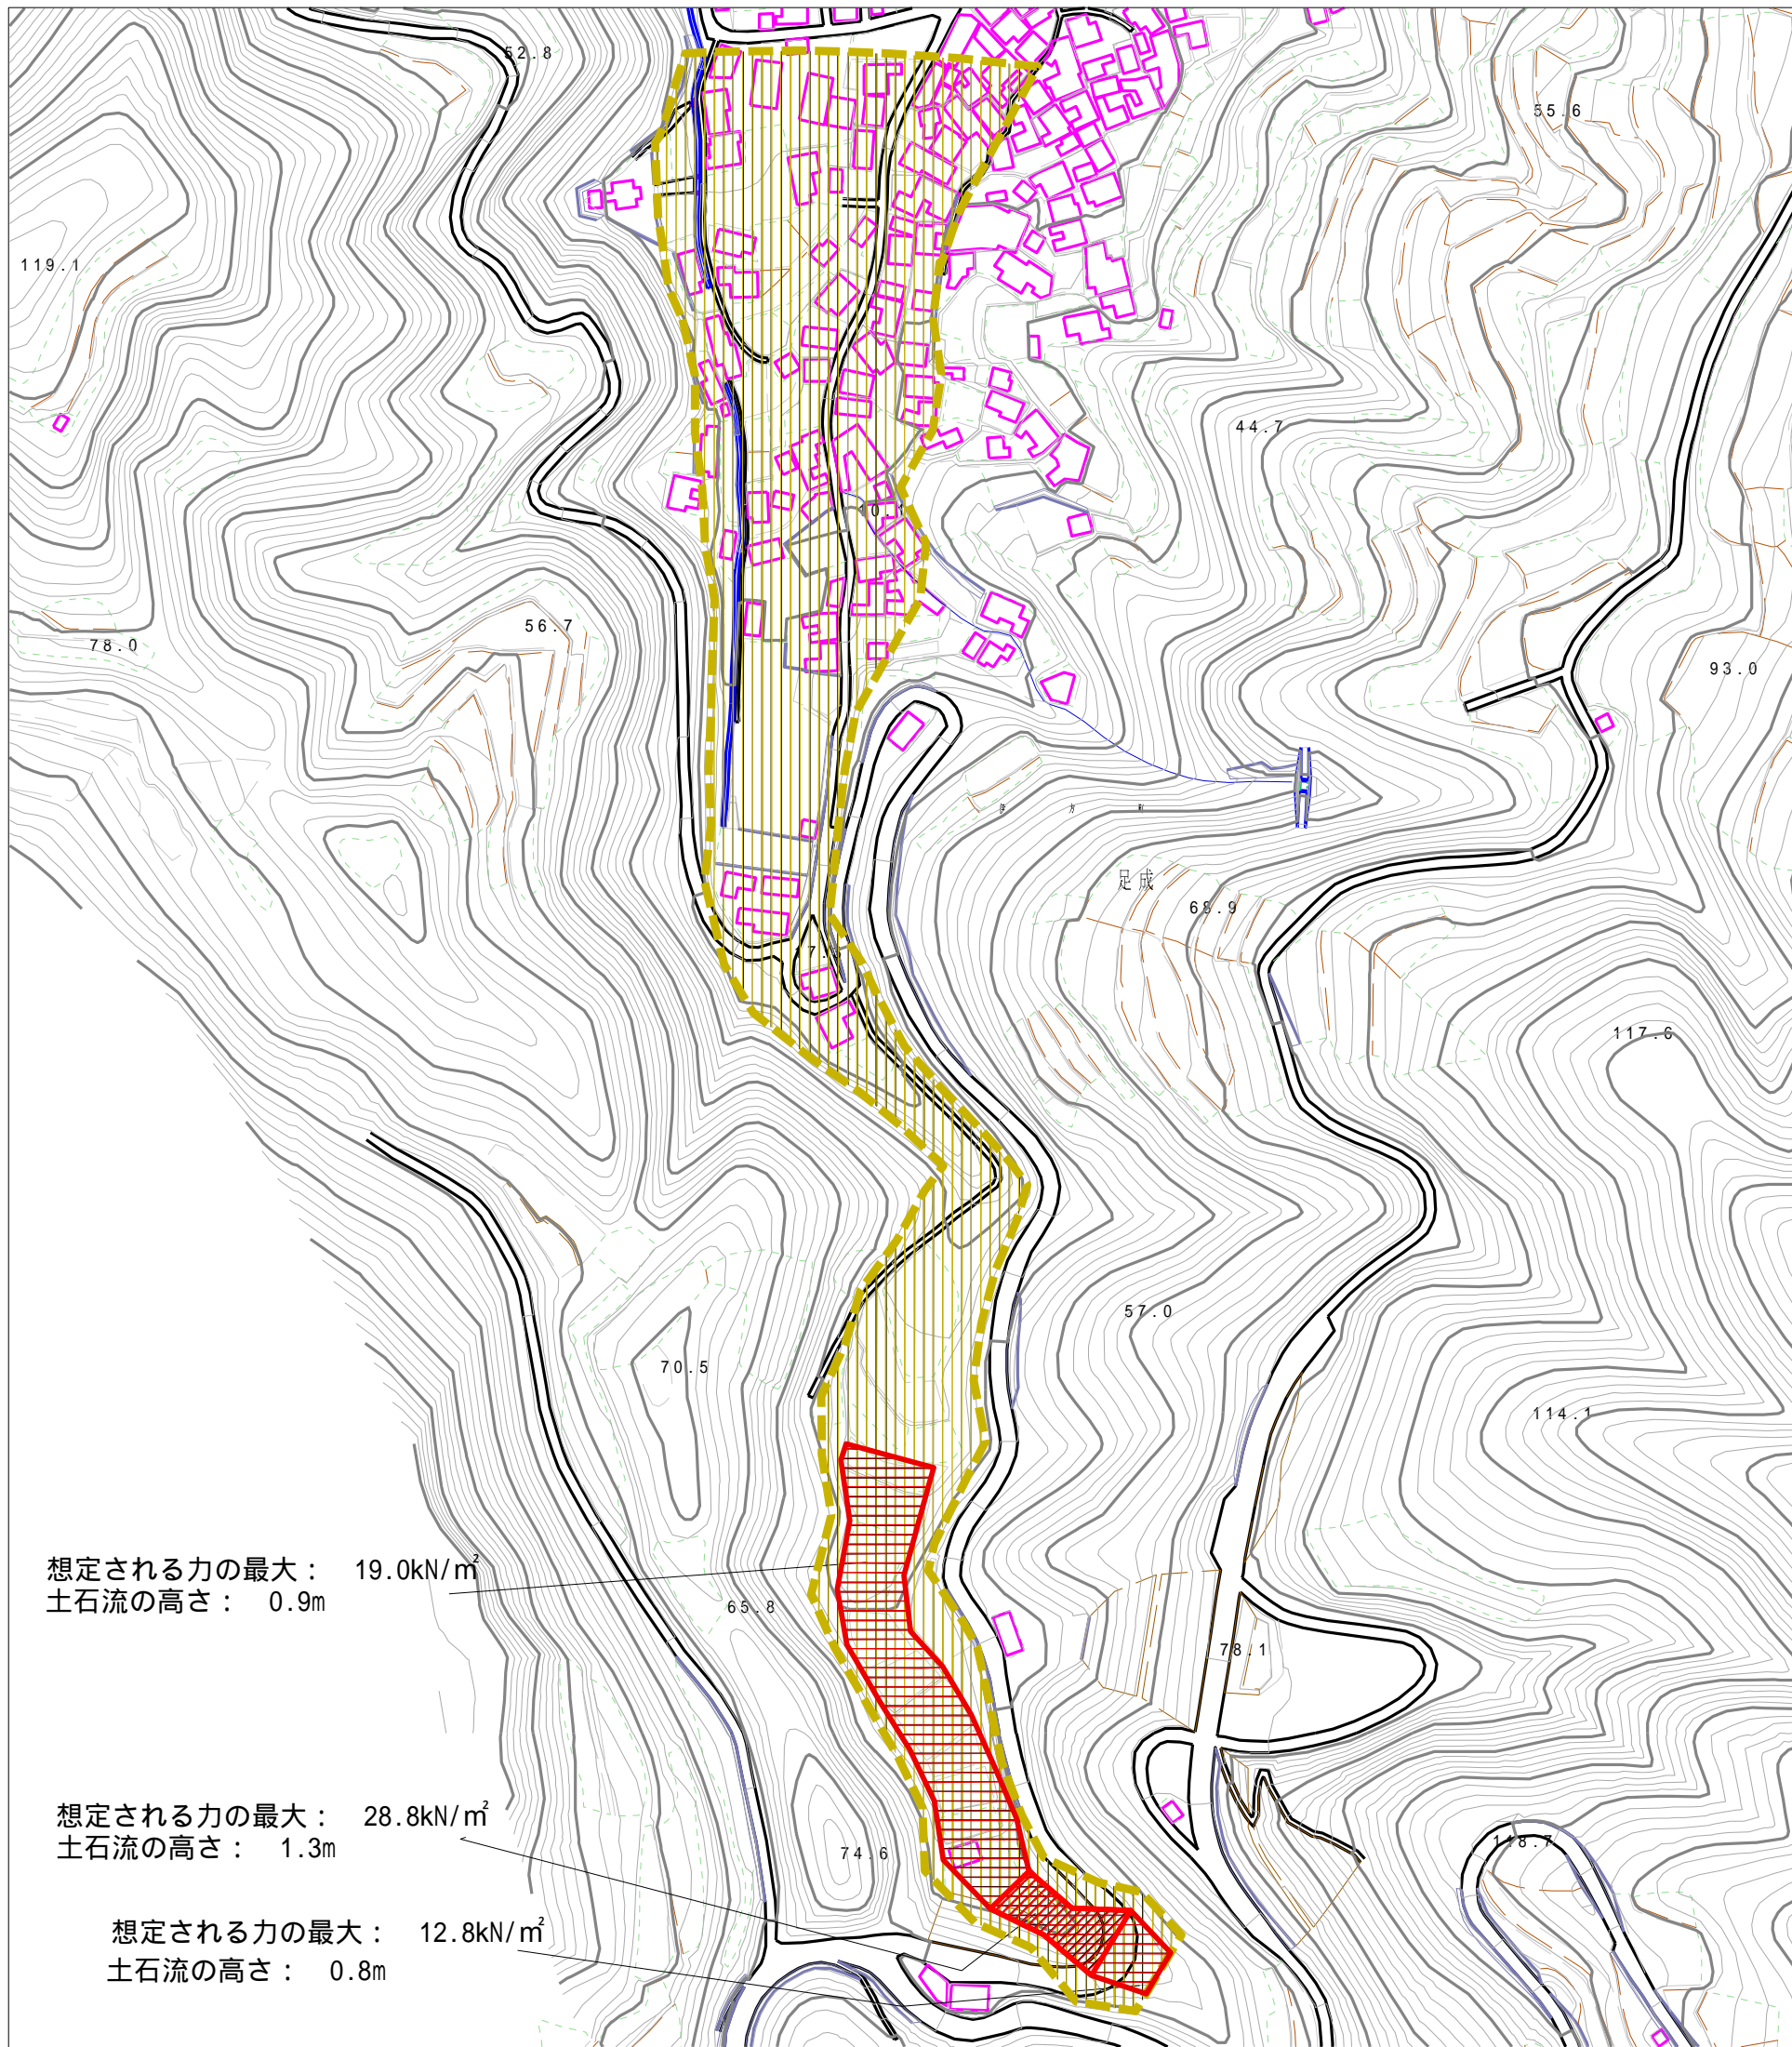 52.8
55.6
119.1
44.7
10.1
56.7
78.0
93.0
足成
68.9
117.6
57.0
70.5
114.1
想定される力の最大： 19.0kN/㎡
土石流の高さ： 0.9m
65.8
78.1
想定される力の最大： 28.8kN/㎡
土石流の高さ： 1.3m
74.6
118.7
想定される力の最大： 12.8kN/㎡
土石流の高さ： 0.8m